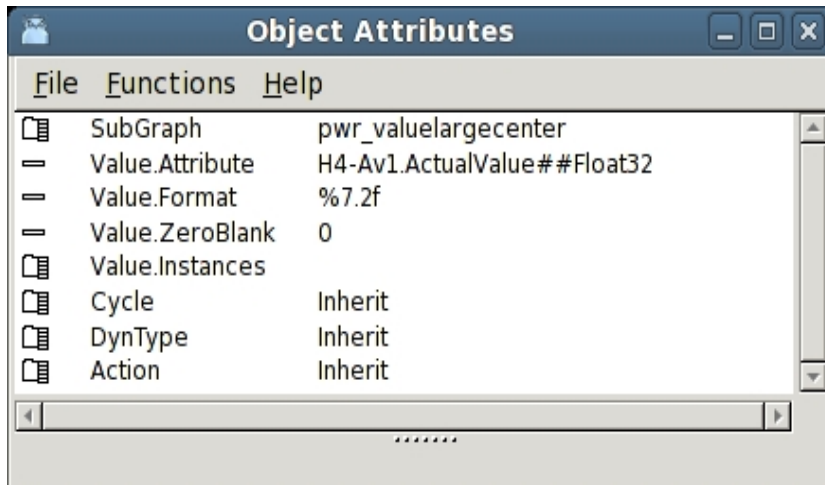 Object Attributes
File Functions Help
SubGraph pwr_valuelargecenter
Value.Attribute H4-Av1.ActualValue##Float32
Value.Format %7.2f
Value.ZeroBlank 0
Value.Instances
Cycle Inherit
DynType Inherit
Action Inherit